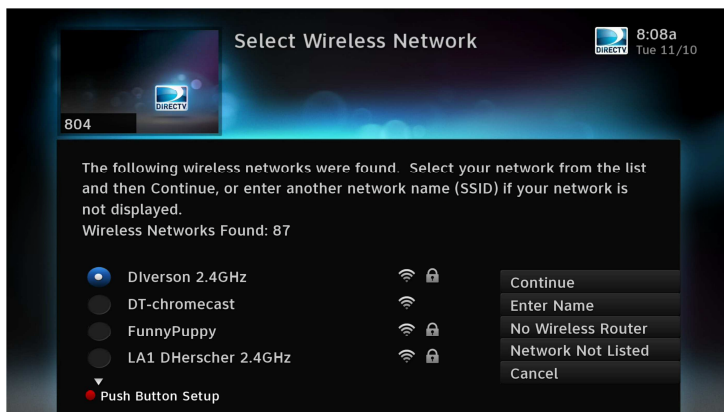 Select Wireless Network
DIRECTV
8:08a
Tue 11/10
DIRECTV
804
The following wireless networks were found. Select your network from the list
and then Continue, or enter another network name (SSID) if your network is
not displayed.
Wireless Networks Found: 87
DIverson 2.4GHz
DT-chromecast
FunnyPuppy
LA1 DHerscher 2.4GHz
Continue
Enter Name
No Wireless Router
Network Not Listed
Cancel
Push Button Setup